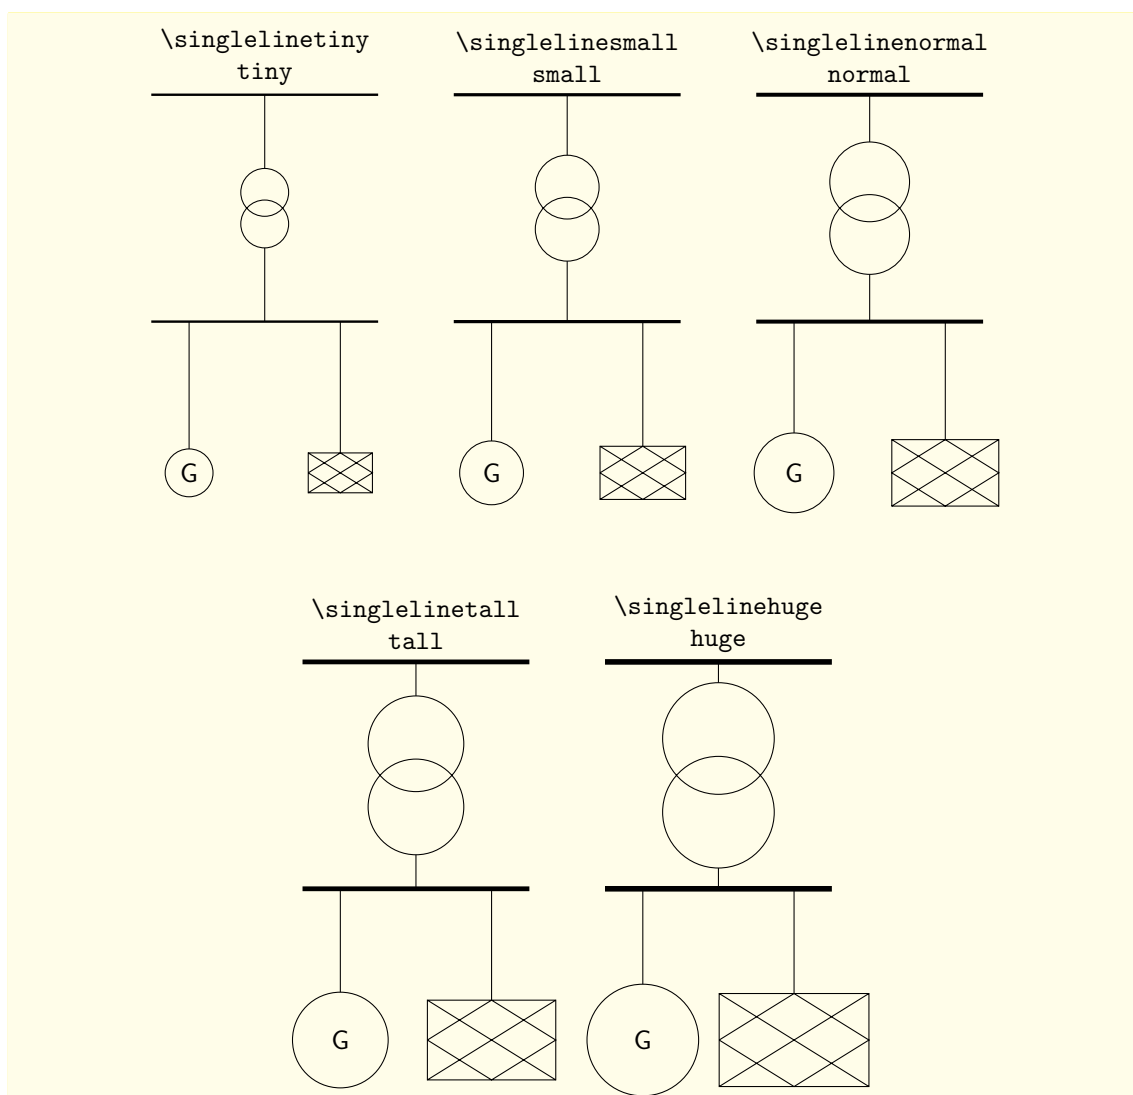 \singlelinetiny
tiny
\singlelinesmall
small
\singlelinenormal
normal
G
G
G
\singlelinetall
tall
\singlelinehuge
huge
G
G